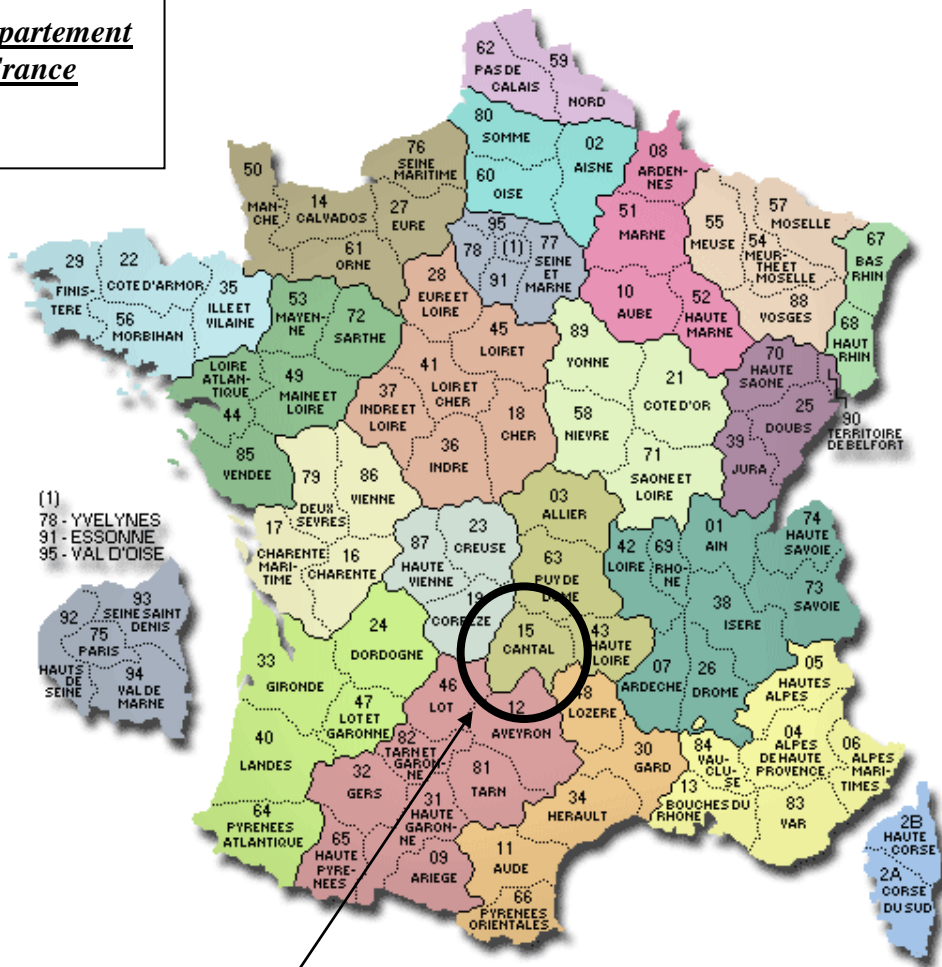 partement
rance
62
PAS DE
CALAIS
59
NORD
80
SOMME
02
AISNE
60
OISE
76
SEINE
MARITIME
27
EURE
50
MAN-
CHE
14
CALVADOS
61
ORNE
08
ARDEN-
NES
51
MARNE
10
AUBE
52
HAUTE
MARNE
55
MEUSE
57
MOSELLE
54
MEUR-
THE ET
MOSELLE
88
VOSGES
67
BAS
RHIN
68
HAUT
RHIN
95
(1)
78
91
77
SEINE
ET
MARNE
29
FINIS-
TERE
22
COTE D'ARMOR
35
ILLE ET
VILAINE
56
MORBIHAN
53
MAYEN-
NE
72
SARTHE
LOIRE
ATLAN-
TIQUE
44
49
MAINE ET
LOIRE
85
VENDEE
28
EURE ET
LOIRE
45
LOIRET
41
LOIR ET
CHER
37
INDRE ET
LOIRE
18
CHER
36
INDRE
89
YONNE
21
COTE D'OR
58
NIEVRE
71
SAONE ET
LOIRE
70
HAUTE
SAONE
25
DOUBS
39
JURA
90
TERRITOIRE
DE BELFORT
79
DEUX
SEVRES
86
VIENNE
17
CHARENTE
MARI-
TIME
16
CHARENTE
87
HAUTE
VIENNE
23
CREUSE
19
CORREZE
03
ALLIER
63
PUY DE
DOME
15
CANTAL
43
HAUTE
LOIRE
42
LOIRE
69
RHO-
NE
01
AIN
74
HAUTE
SAVOIE
73
SAVOIE
38
ISERE
07
ARDECHE
26
DROME
(1)
78 - YVELYNES
91 - ESSONNE
95 - VAL D'OISE
92
HAUTS
DE
SEINE
93
SEINE SAINT
DENIS
75
PARIS
94
VAL DE
MARNE
24
DORDOGNE
33
GIRONDE
47
LOT ET
GARONNE
40
LANDES
64
PYRENEES
ATLANTIQUE
46
LOT
12
AVEYRON
82
TARN ET
GARON-
NE
32
GERS
81
TARN
31
HAUTE
GARON-
NE
65
HAUTE
PYRE-
NEES
09
ARIEGE
48
LOZERE
30
GARD
34
HERAULT
11
AUDE
66
PYRENEES
ORIENTALES
05
HAUTES
ALPES
04
ALPES
DE HAUTE
PROVENCE
06
ALPES
MARI-
TIMES
84
VAU-
CLU-
SE
13
BOUCHES DU
RHONE
83
VAR
2B
HAUTE
CORSE
2A
CORSE
DU SUD